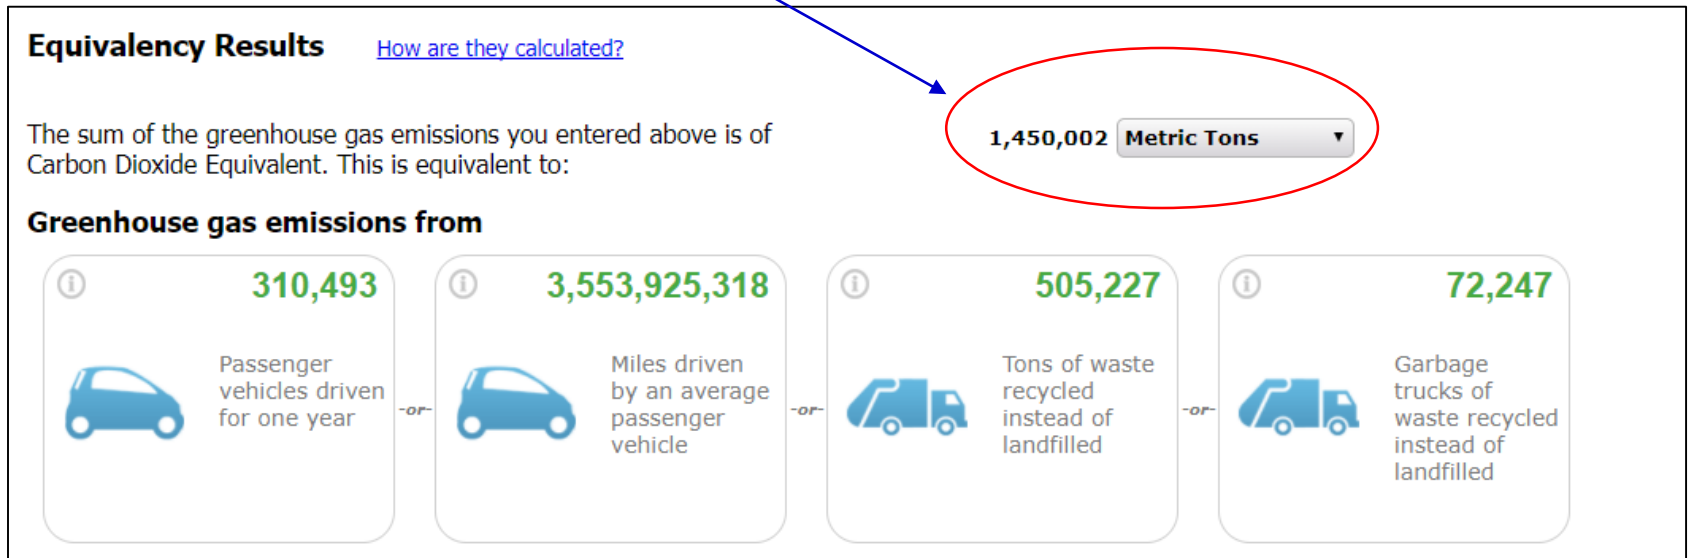 Equivalency Results How are they calculated?
The sum of the greenhouse gas emissions you entered above is of
Carbon Dioxide Equivalent. This is equivalent to:
1,450,002 Metric Tons
Greenhouse gas emissions from
310,493
Passenger
vehicles driven
for one year
-or-
3,553,925,318
Miles driven
by an average
passenger
vehicle
-or-
505,227
Tons of waste
recycled
instead of
landfilled
-or-
72,247
Garbage
trucks of
waste recycled
instead of
landfilled